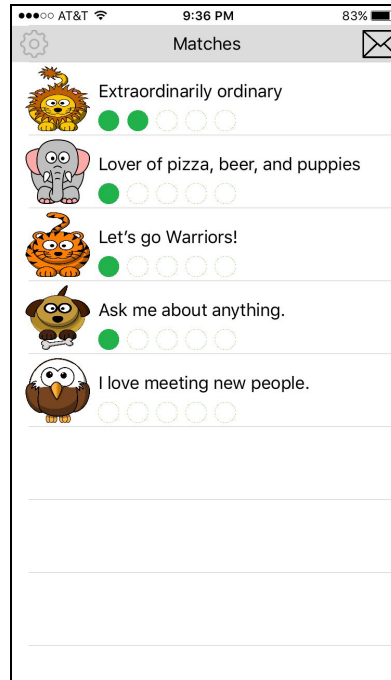 AT&T 9:36 PM 83%
Matches
Extraordinarily ordinary
Lover of pizza, beer, and puppies
Let's go Warriors!
Ask me about anything.
I love meeting new people.